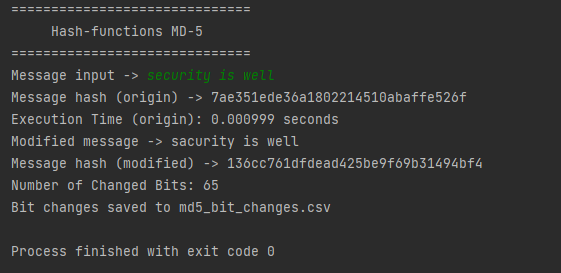 ==============================
Hash-functions MD-5
==============================
Message input -> security is well
Message hash (origin) -> 7ae351ede36a1802214510abaffe526f
Execution Time (origin): 0.000999 seconds
Modified message -> sacurity is well
Message hash (modified) -> 136cc761dfdead425be9f69b31494bf4
Number of Changed Bits: 65
Bit changes saved to md5_bit_changes.csv
Process finished with exit code 0